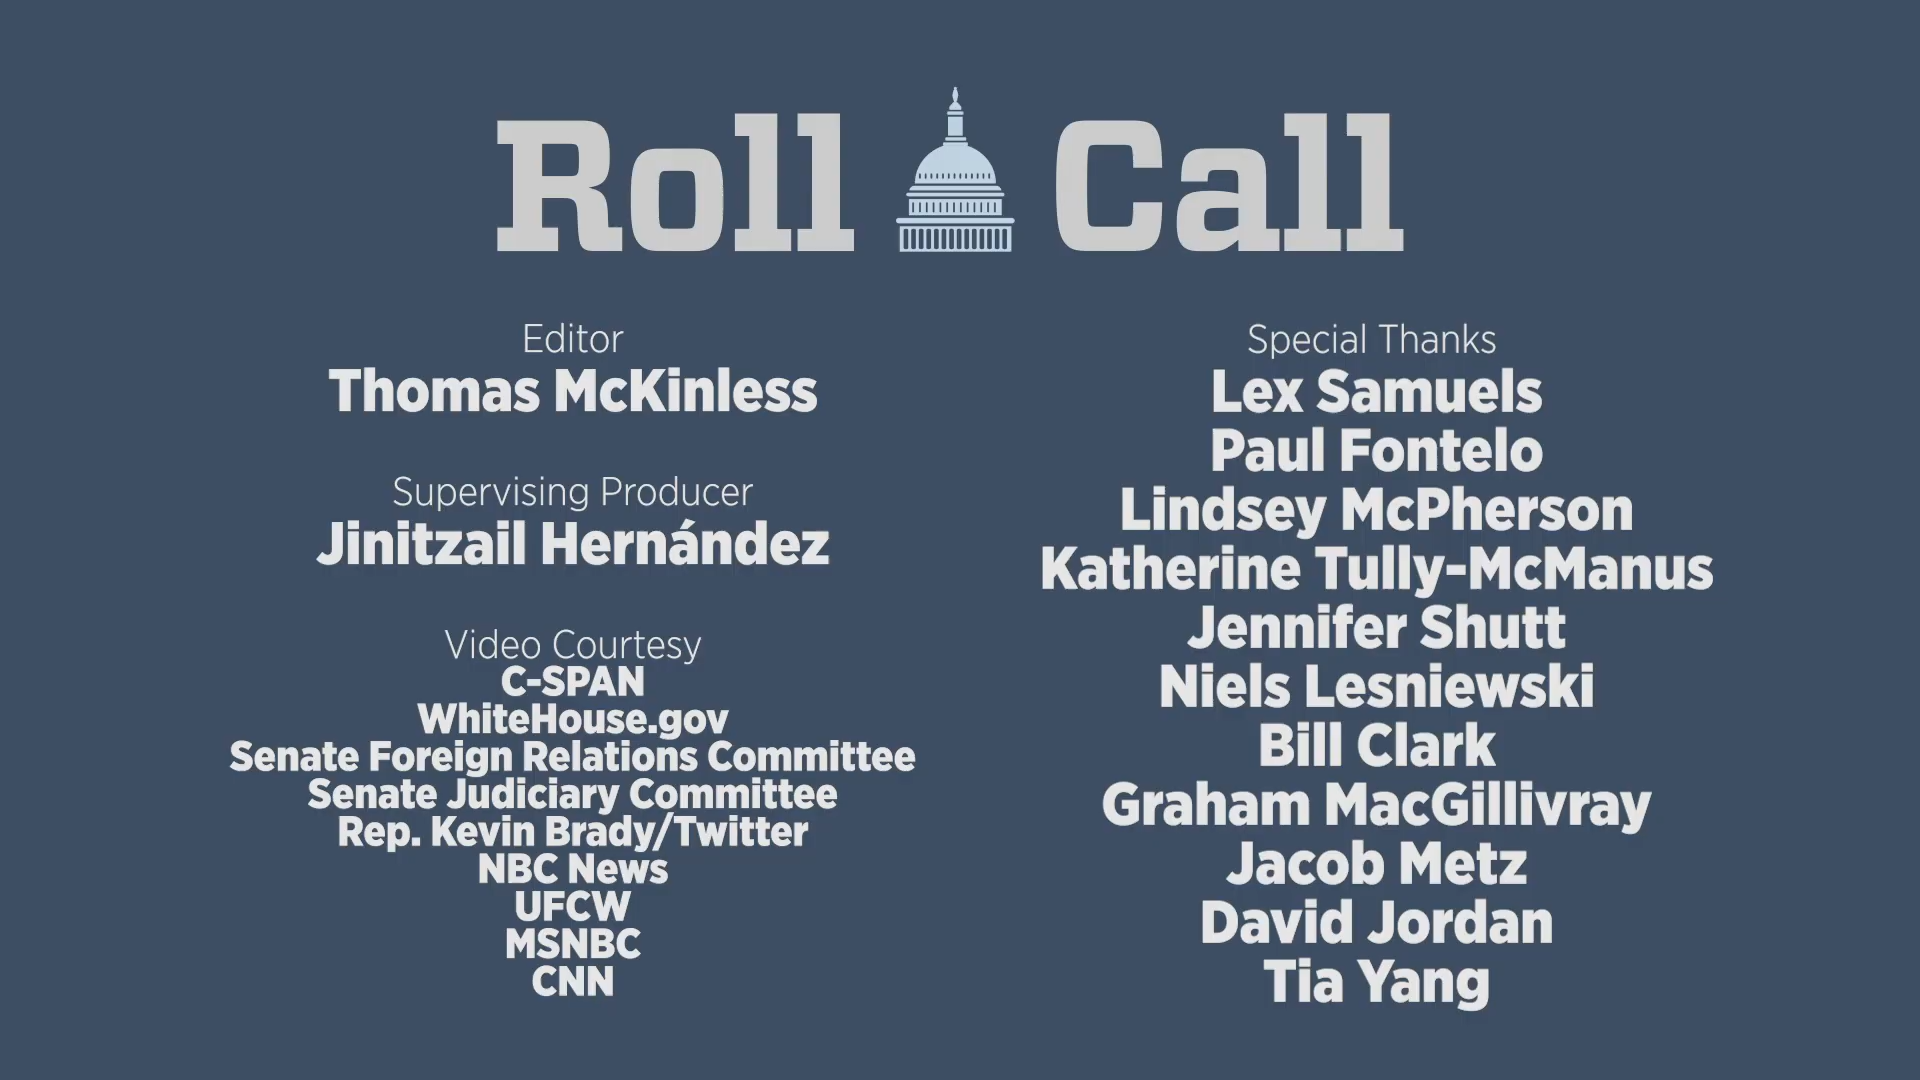 Roll Call
Editor
Thomas McKinless
Supervising Producer
Jinitzail Hernández
Video Courtesy
C-SPAN
WhiteHouse.gov
Senate Foreign Relations Committee
Senate Judiciary Committee
Rep. Kevin Brady/Twitter
NBC News
UFCW
MSNBC
CNN
Special Thanks
Lex Samuels
Paul Fontelo
Lindsey McPherson
Katherine Tully-McManus
Jennifer Shutt
Niels Lesniewski
Bill Clark
Graham MacGillivray
Jacob Metz
David Jordan
Tia Yang